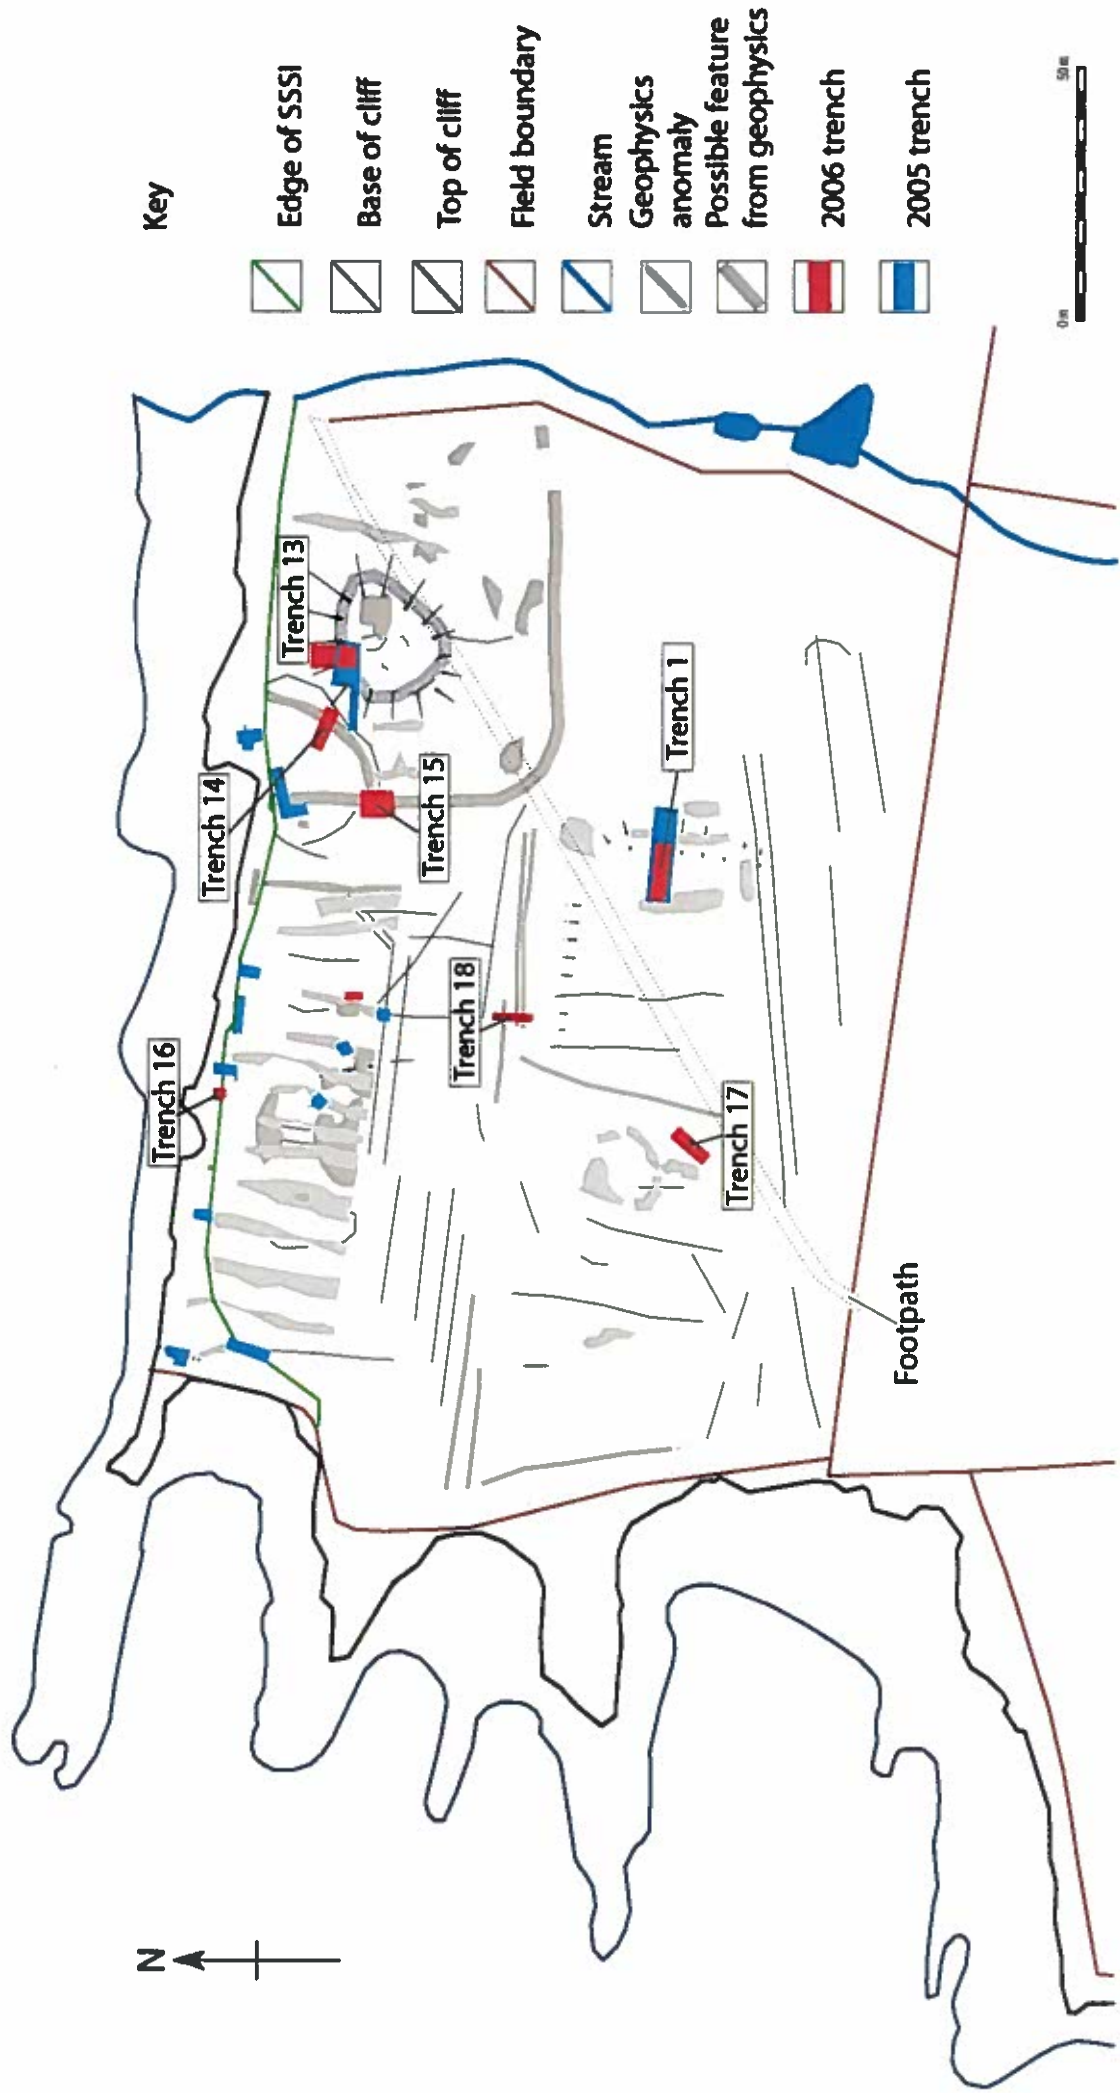 N
Trench 16
Trench 14
Trench 13
Trench 15
Trench 18
Trench 1
Trench 17
Footpath
Key
Edge of SSSI
Base of cliff
Top of cliff
Field boundary
Stream
Geophysics
anomaly
Possible feature
from geophysics
2006 trench
2005 trench
0m
50m